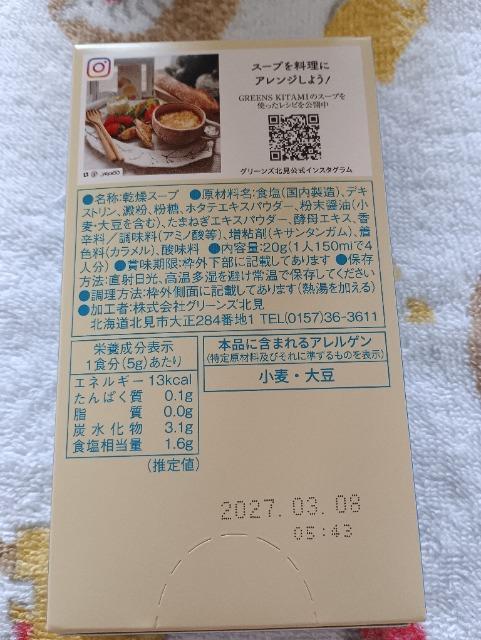 スープを料理に
アレンジしよう!
GREENS KITAMIのスープを
使ったレシピを公開中
グリーンズ北見公式インスタグラム
●名称:乾燥スープ ●原材料名:食塩(国内製造)、デキ
ストリン、澱粉、粉糖、ホタテエキスパウダー、粉末醤油(小
麦・大豆を含む)、たまねぎエキスパウダー、酵母エキス、香
辛料/調味料(アミノ酸等)、増粘剤(キサンタンガム)、着
色料(カラメル)、酸味料 ●内容量:20g(1人150mlで4
人分) ●賞味期限:枠外下部に記載してあります ●保存
方法:直射日光、高温多湿を避け常温で保存してください
●調理方法:枠外側面に記載してあります(熱湯を加える)
●加工者:株式会社グリーンズ北見
北海道北見市大正284番地1 TEL(0157)36-3611
栄養成分表示
1食分(5g)あたり
エネルギー 13kcal
たんぱく質 0.1g
脂質 0.0g
炭水化物 3.1g
食塩相当量 1.6g
(推定値)
本品に含まれるアレルゲン
(特定原材料及びそれに準ずるものを表示)
小麦・大豆
2027.03.08
05:43